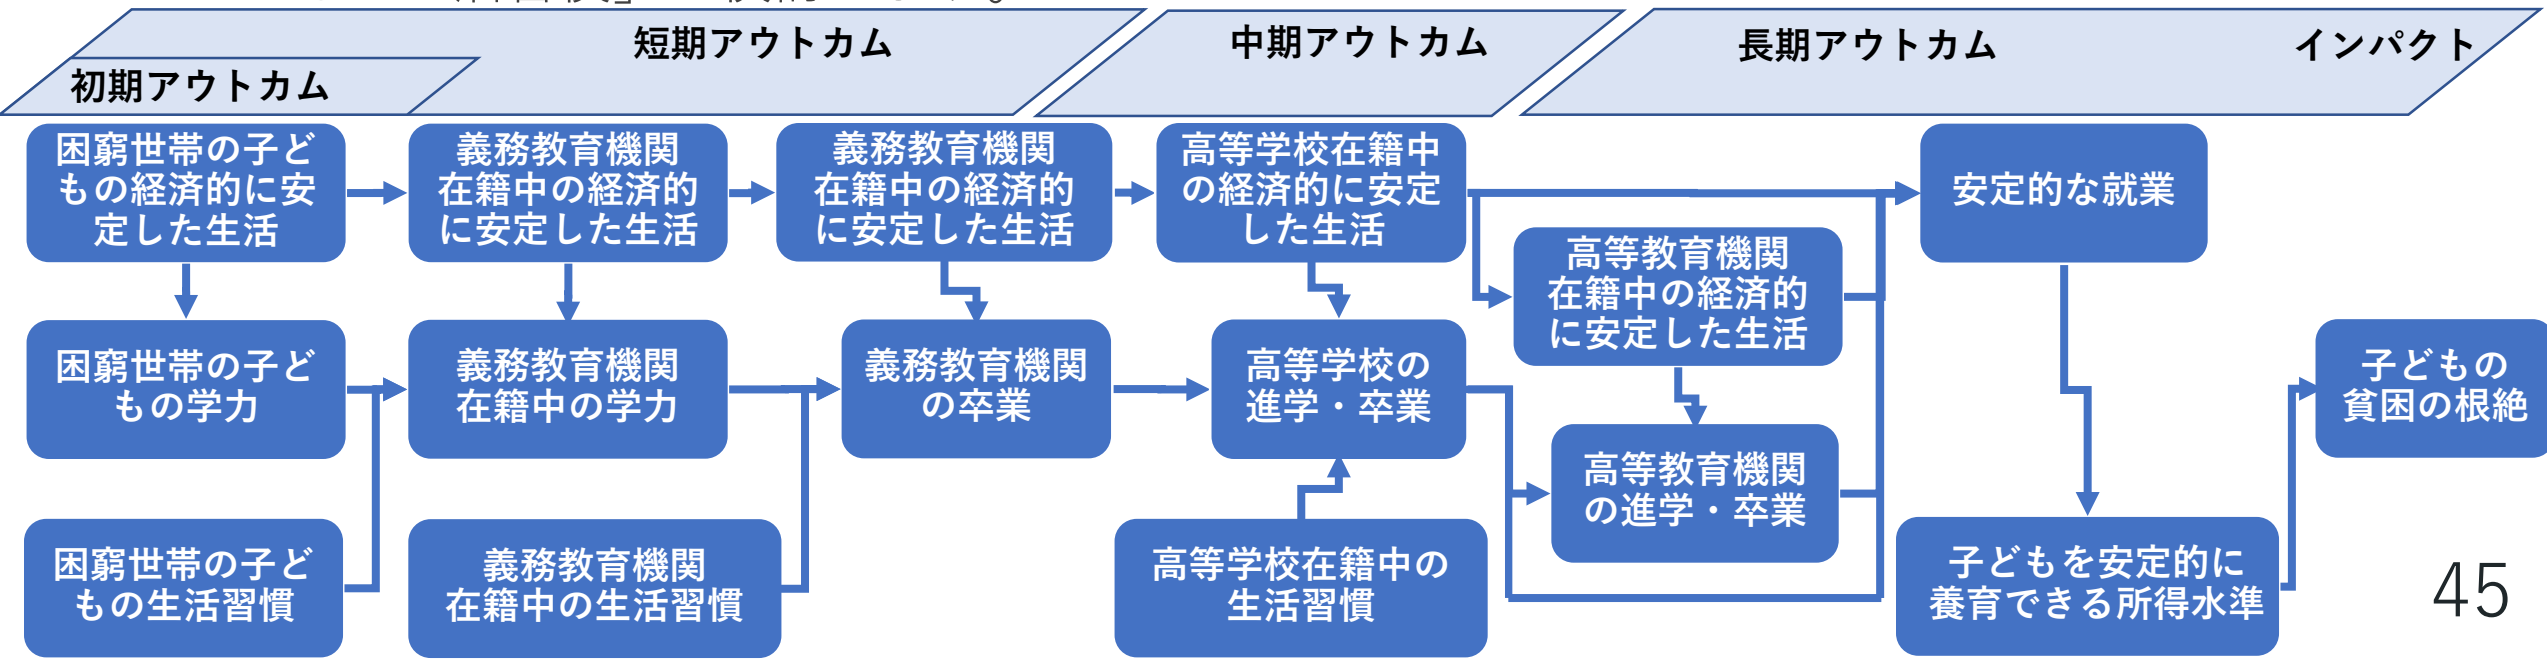 短期アウトカム
中期アウトカム
長期アウトカム
インパクト
初期アウトカム
困窮世帯の子ど
もの経済的に安
定した生活
義務教育機関
在籍中の経済的
に安定した生活
義務教育機関
在籍中の経済的
に安定した生活
高等学校在籍中
の経済的に安定
した生活
安定的な就業
高等教育機関
在籍中の経済的
に安定した生活
困窮世帯の子ど
もの学力
義務教育機関
在籍中の学力
義務教育機関
の卒業
高等学校の
進学・卒業
高等教育機関
の進学・卒業
子どもの
貧困の根絶
困窮世帯の子ど
もの生活習慣
義務教育機関
在籍中の生活習慣
高等学校在籍中の
生活習慣
子どもを安定的に
養育できる所得水準
45